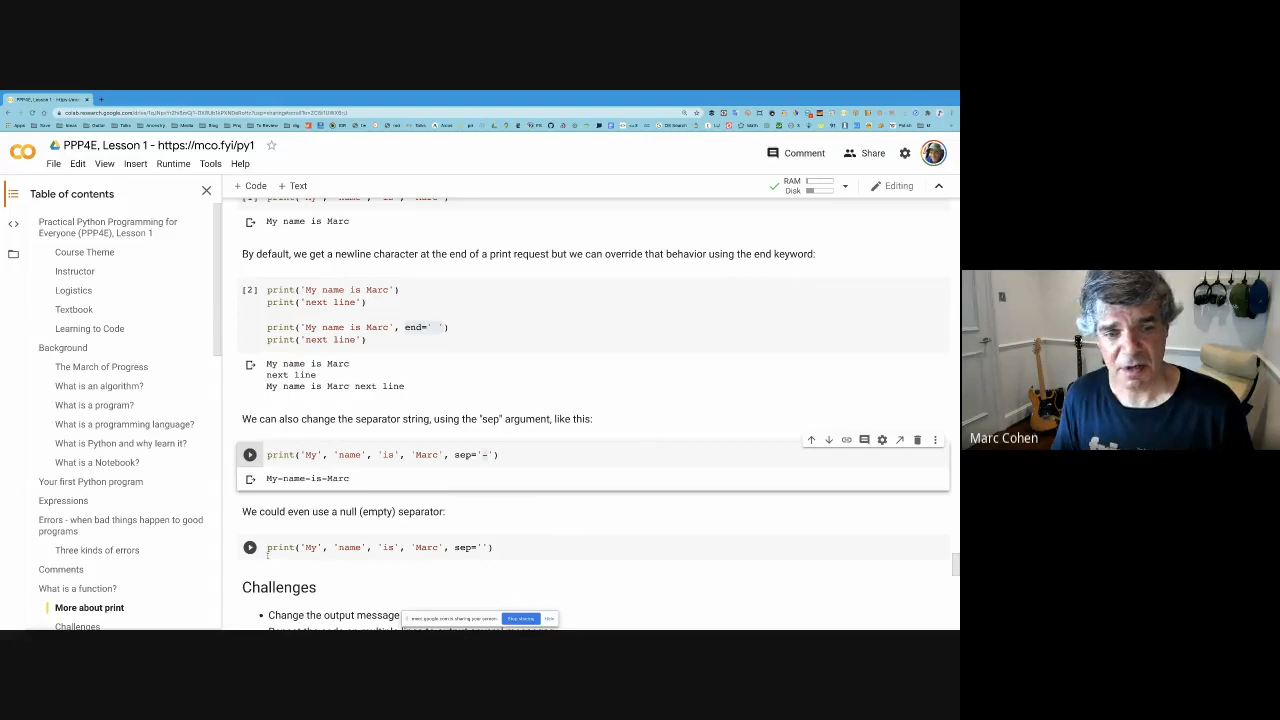 PPP4E, Lesson 1 - https://mco.fyi/py1
File Edit View Insert Runtime Tools Help
Comment
Share
+ Code + Text
RAM
Disk
Editing
Table of contents
Practical Python Programming for
Everyone (PPP4E), Lesson 1
Course Theme
Instructor
Logistics
Textbook
Learning to Code
Background
The March of Progress
What is an algorithm?
What is a program?
What is a programming language?
What is Python and why learn it?
What is a Notebook?
Your first Python program
Expressions
Errors - when bad things happen to good
programs
Three kinds of errors
Comments
What is a function?
More about print
Challenges
My name is Marc
By default, we get a newline character at the end of a print request but we can override that behavior using the end keyword:
[2] print('My name is Marc')
print('next line')
print('My name is Marc', end=' ')
print('next line')
My name is Marc
next line
My name is Marc next line
We can also change the separator string, using the "sep" argument, like this:
print('My', 'name', 'is', 'Marc', sep='-')
My-name-is-Marc
We could even use a null (empty) separator:
print('My', 'name', 'is', 'Marc', sep='')
Challenges
• Change the output message
meet.google.com is sharing your screen. Stop sharing Hide
Marc Cohen